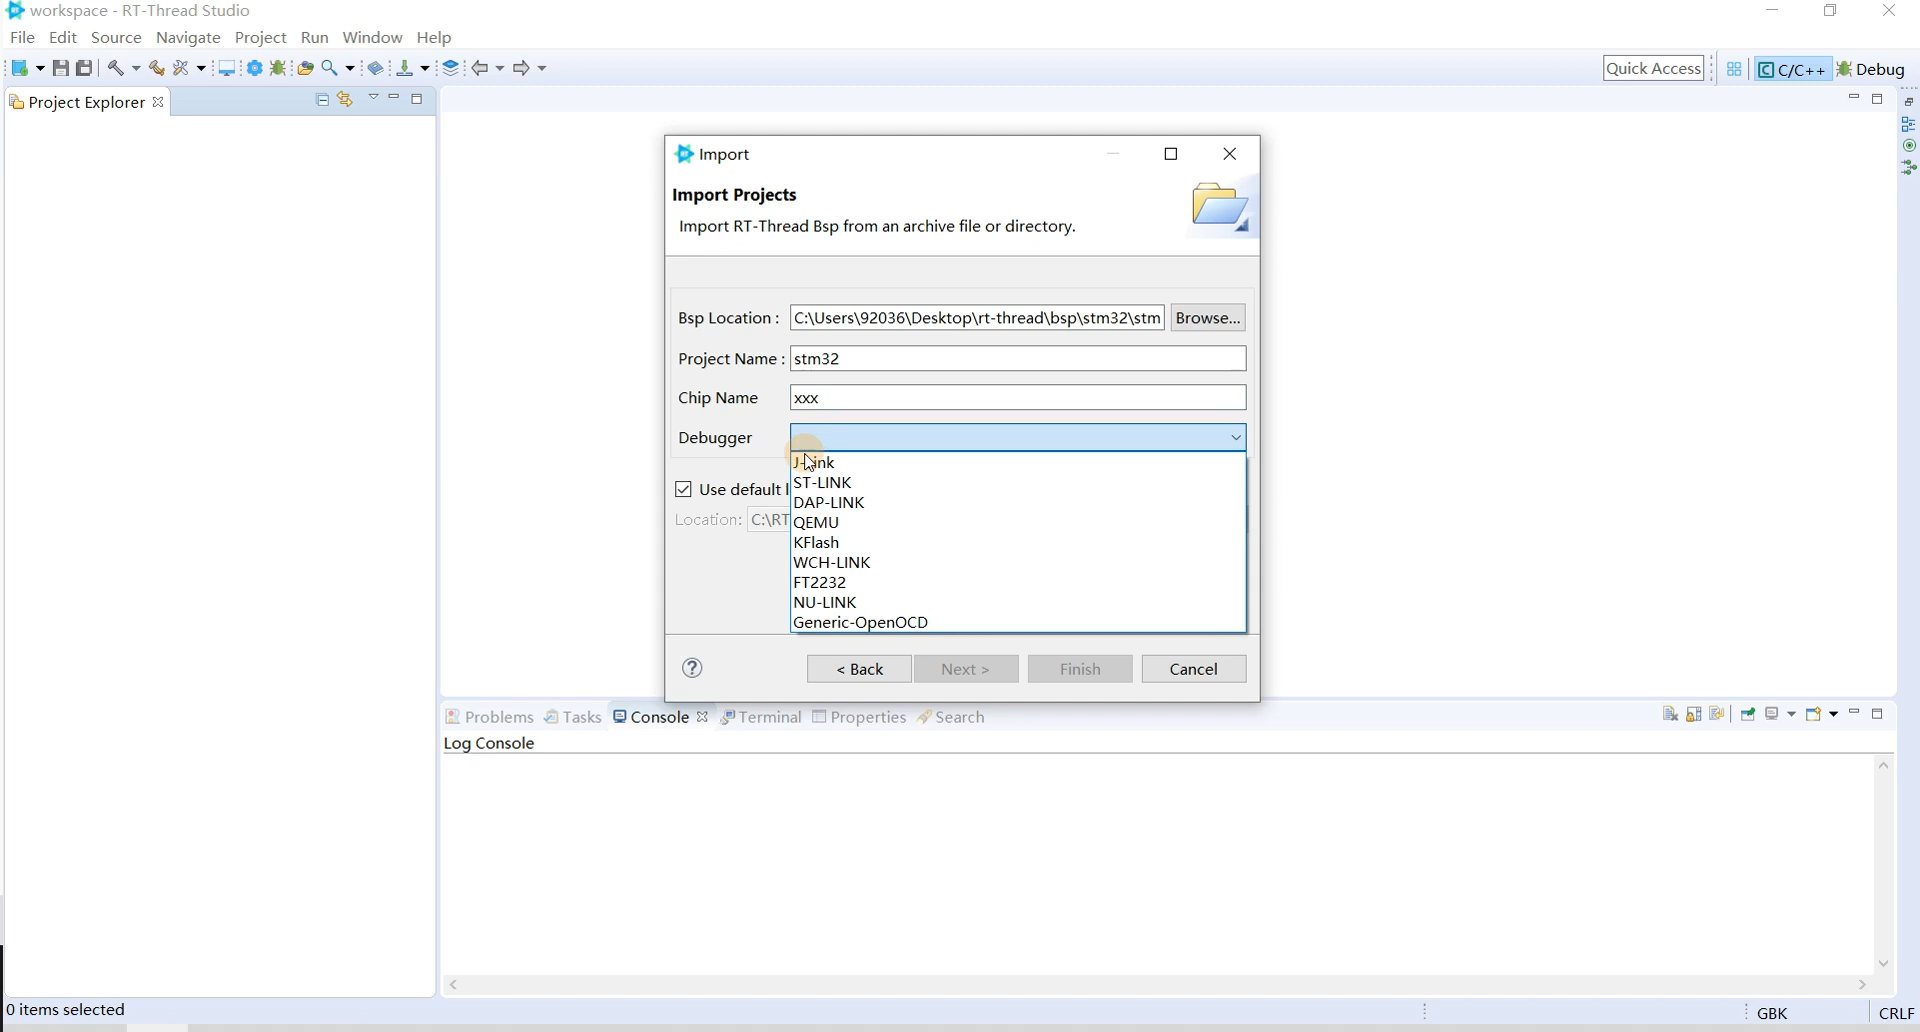 workspace - RT-Thread Studio
File Edit Source Navigate Project Run Window Help
Quick Access C/C++ Debug
Project Explorer
Import
Import Projects
Import RT-Thread Bsp from an archive file or directory.
Bsp Location : C:\Users\92036\Desktop\rt-thread\bsp\stm32\stm Browse...
Project Name : stm32
Chip Name xxx
Debugger
J-Link
ST-LINK
Use default l
DAP-LINK
Location: C:\RT
QEMU
KFlash
WCH-LINK
FT2232
NU-LINK
Generic-OpenOCD
< Back Next > Finish Cancel
Problems Tasks Console Terminal Properties Search
Log Console
0 items selected GBK CRLF